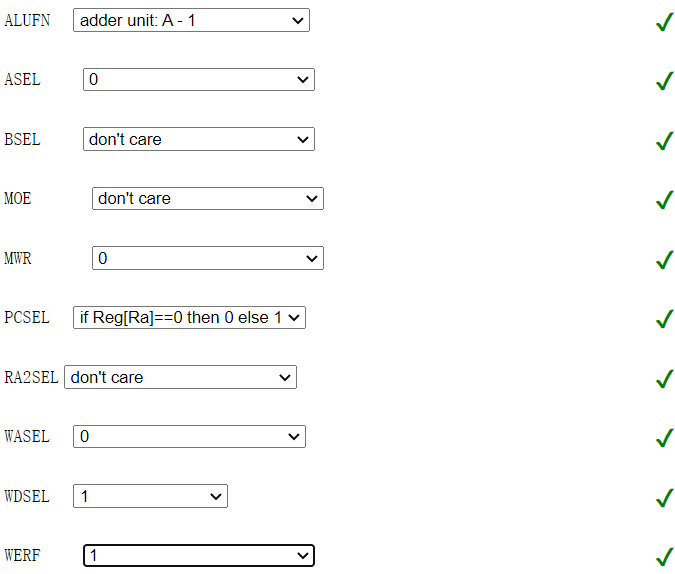 ALUFN adder unit: A - 1
ASEL 0
BSEL don't care
MOE don't care
MWR 0
PCSEL if Reg[Ra]==0 then 0 else 1
RA2SEL don't care
WASEL 0
WDSEL 1
WERF 1